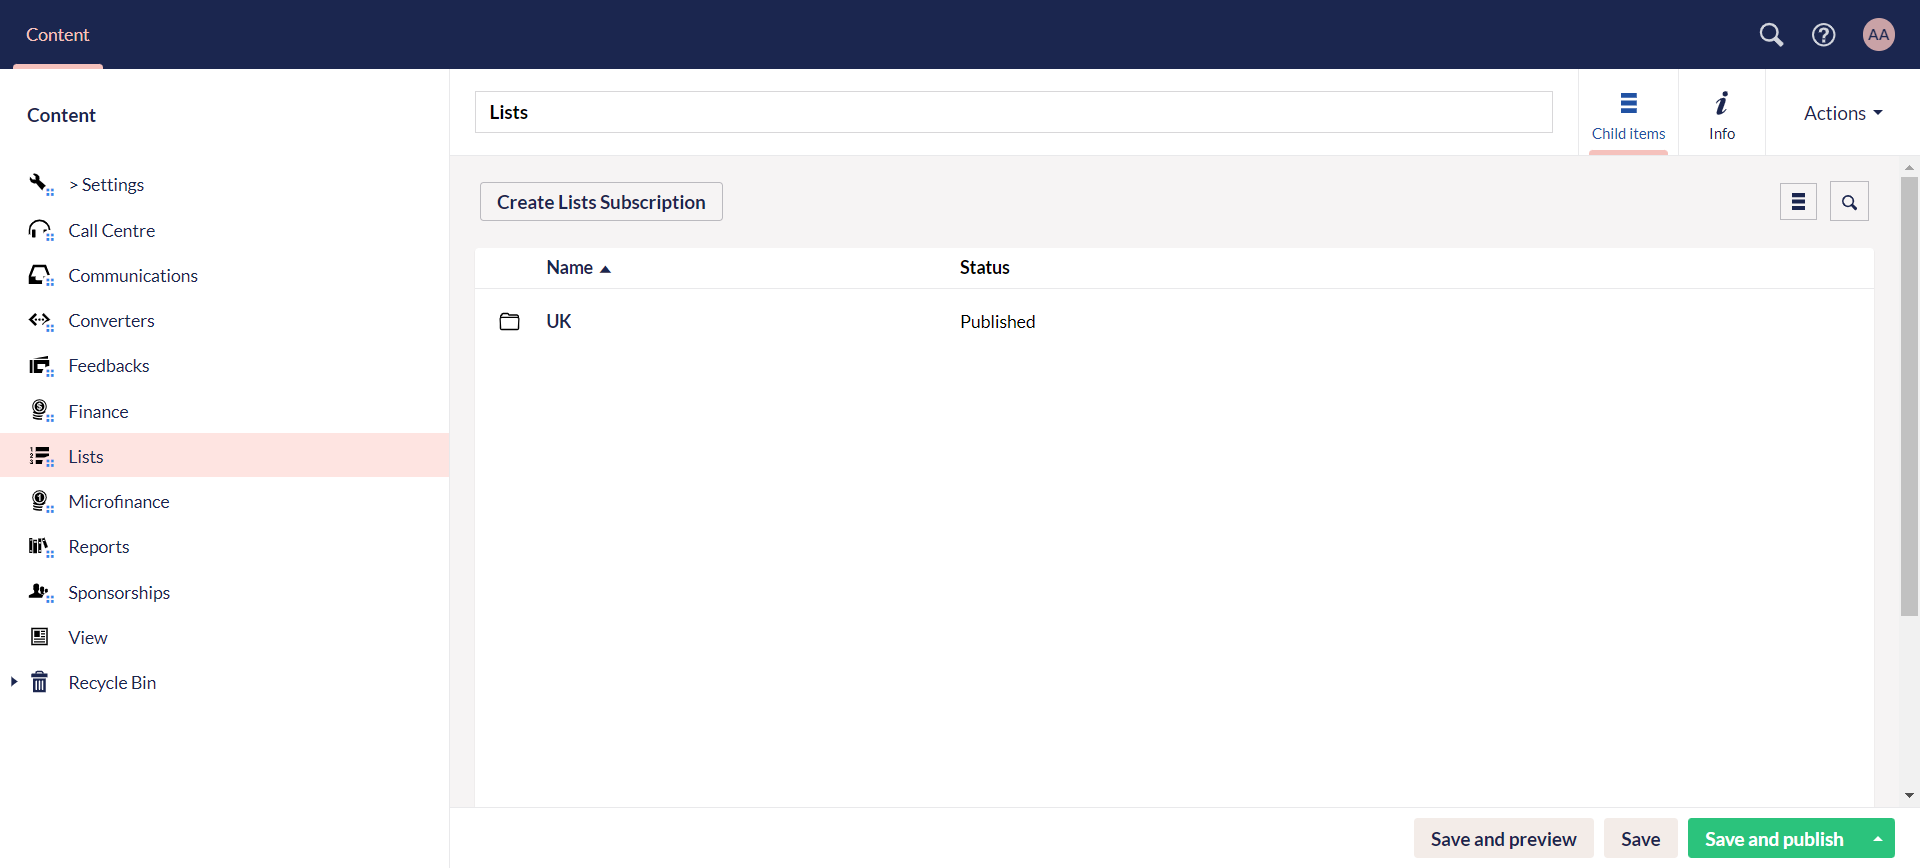 Content
AA
Content
> Settings
Call Centre
Communications
Converters
Feedbacks
Finance
Lists
Microfinance
Reports
Sponsorships
View
Recycle Bin
Lists
Child items
Info
Actions
Create Lists Subscription
Name Status
UK Published
Save and preview
Save
Save and publish